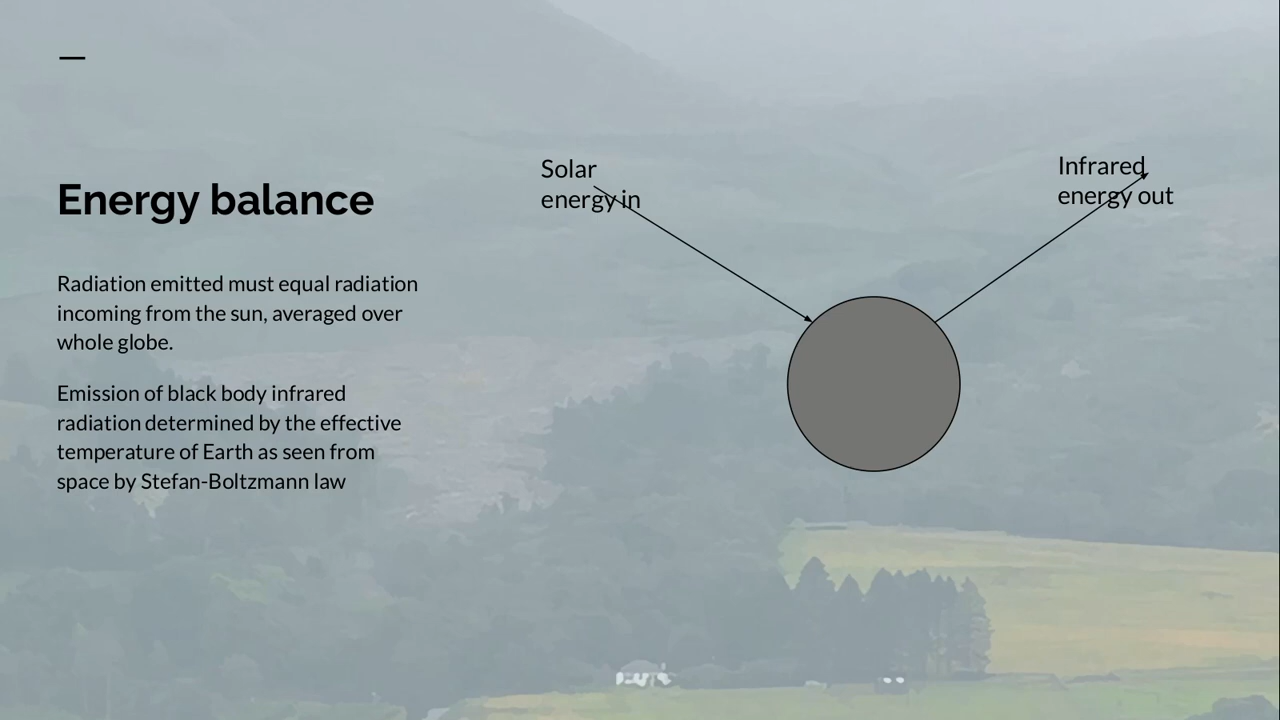 Energy balance
Radiation emitted must equal radiation
incoming from the sun, averaged over
whole globe.
Emission of black body infrared
radiation determined by the effective
temperature of Earth as seen from
space by Stefan-Boltzmann law
Solar
energy in
Infrared
energy out